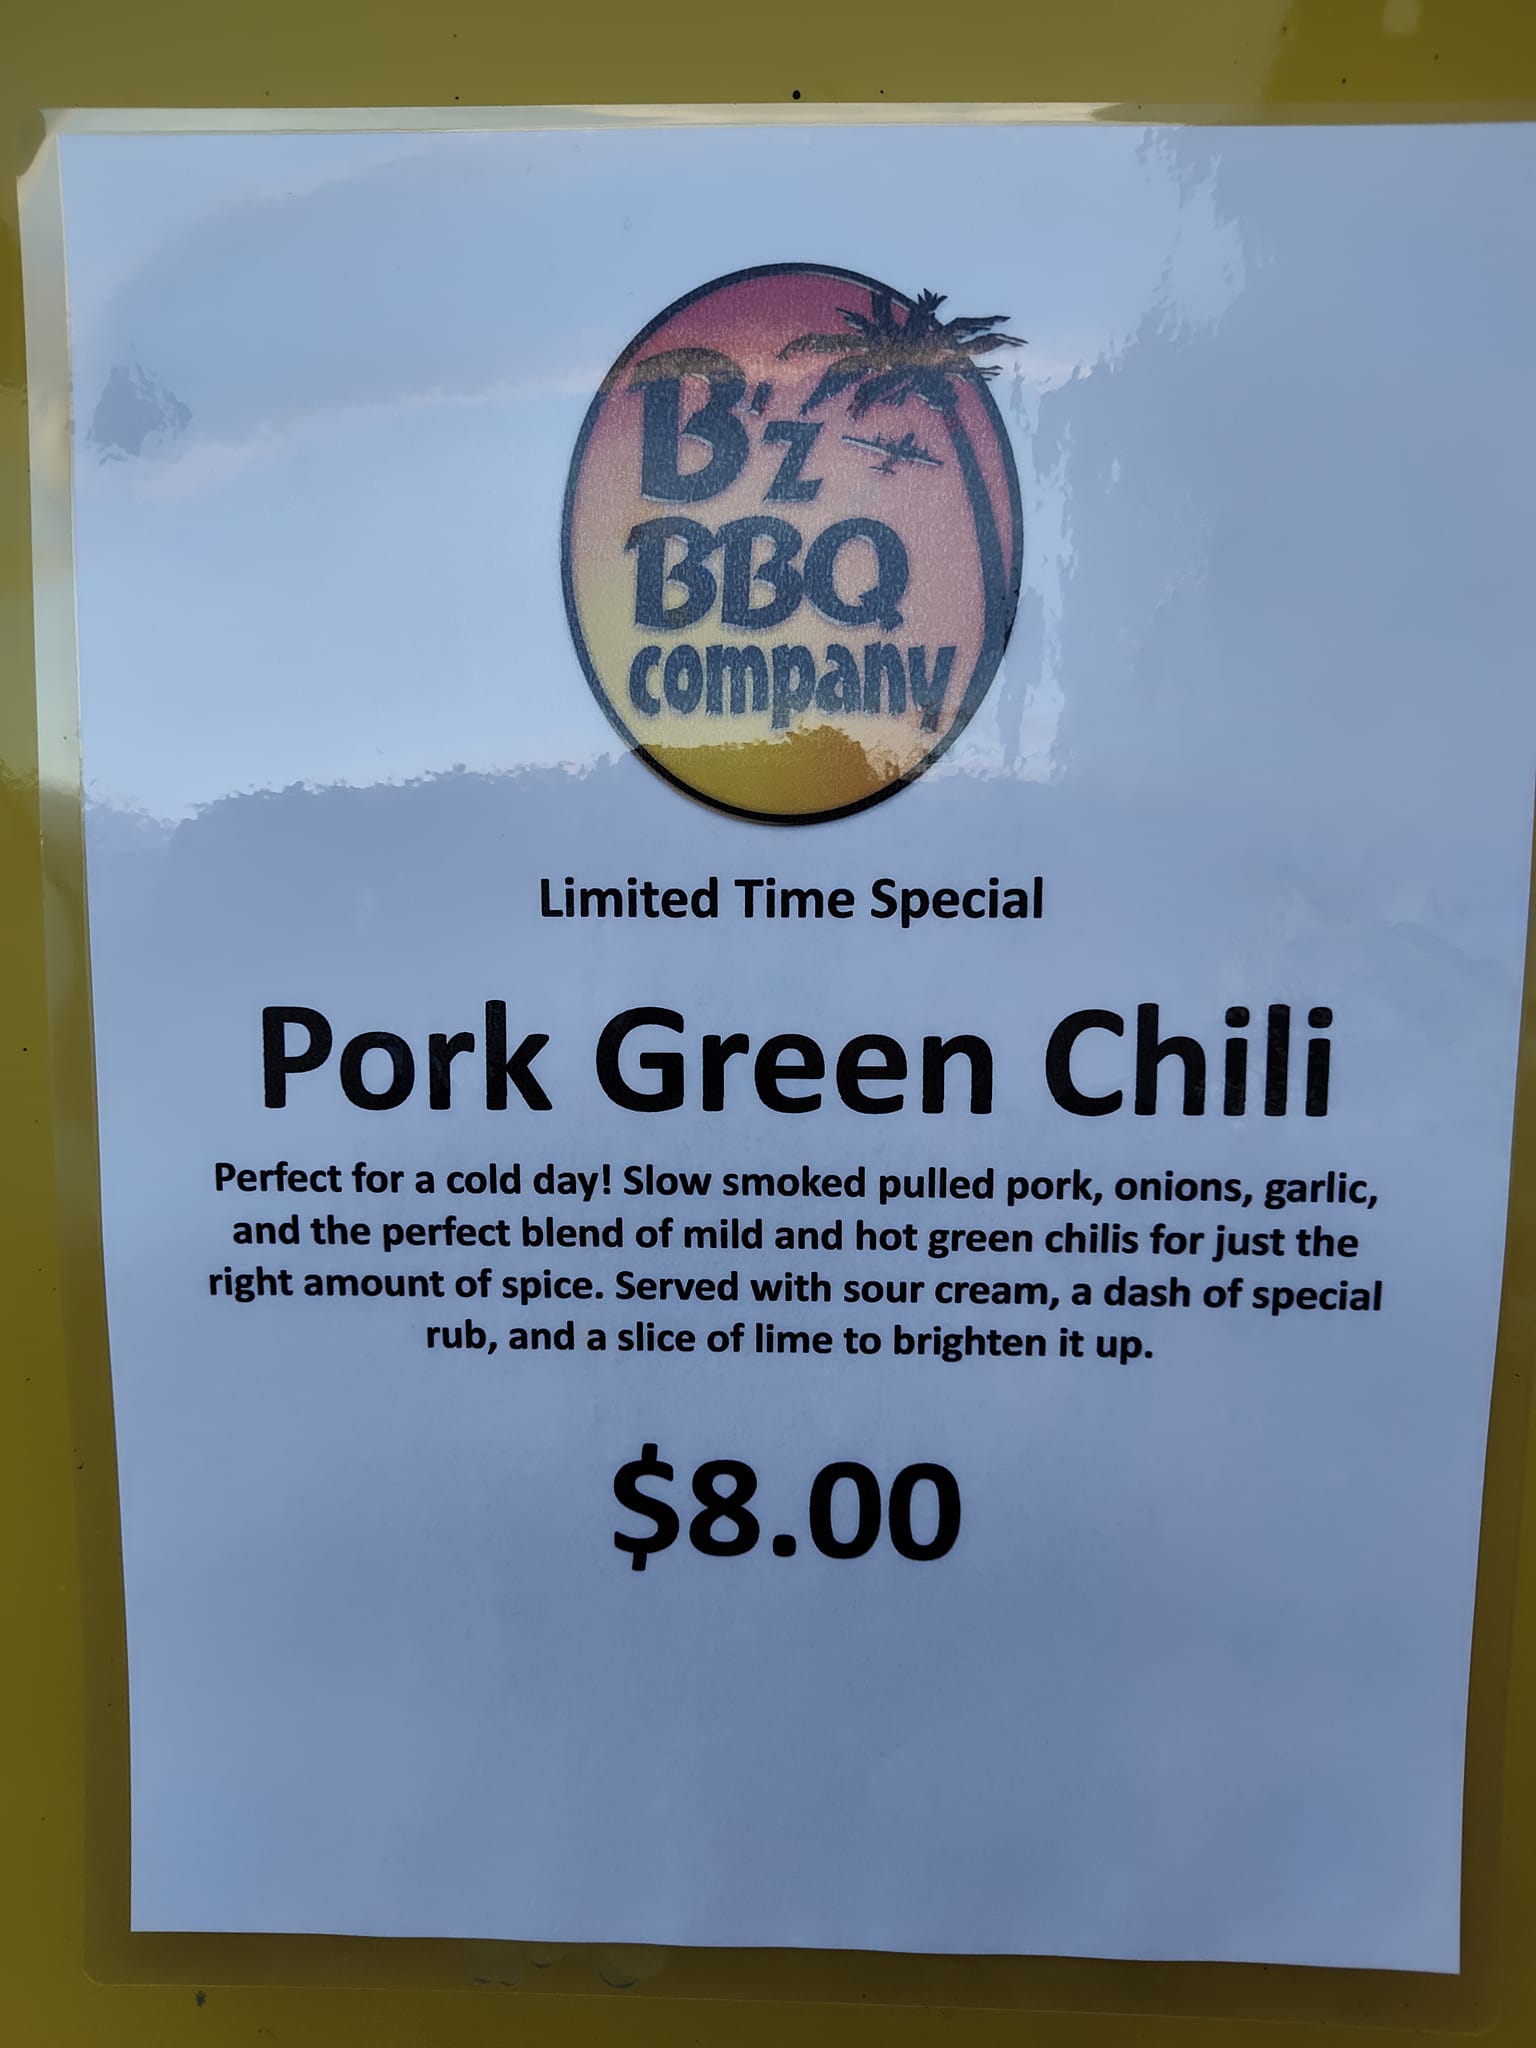 B'z
BBQ
company
Limited Time Special
Pork Green Chili
Perfect for a cold day! Slow smoked pulled pork, onions, garlic,
and the perfect blend of mild and hot green chilis for just the
right amount of spice. Served with sour cream, a dash of special
rub, and a slice of lime to brighten it up.
$8.00